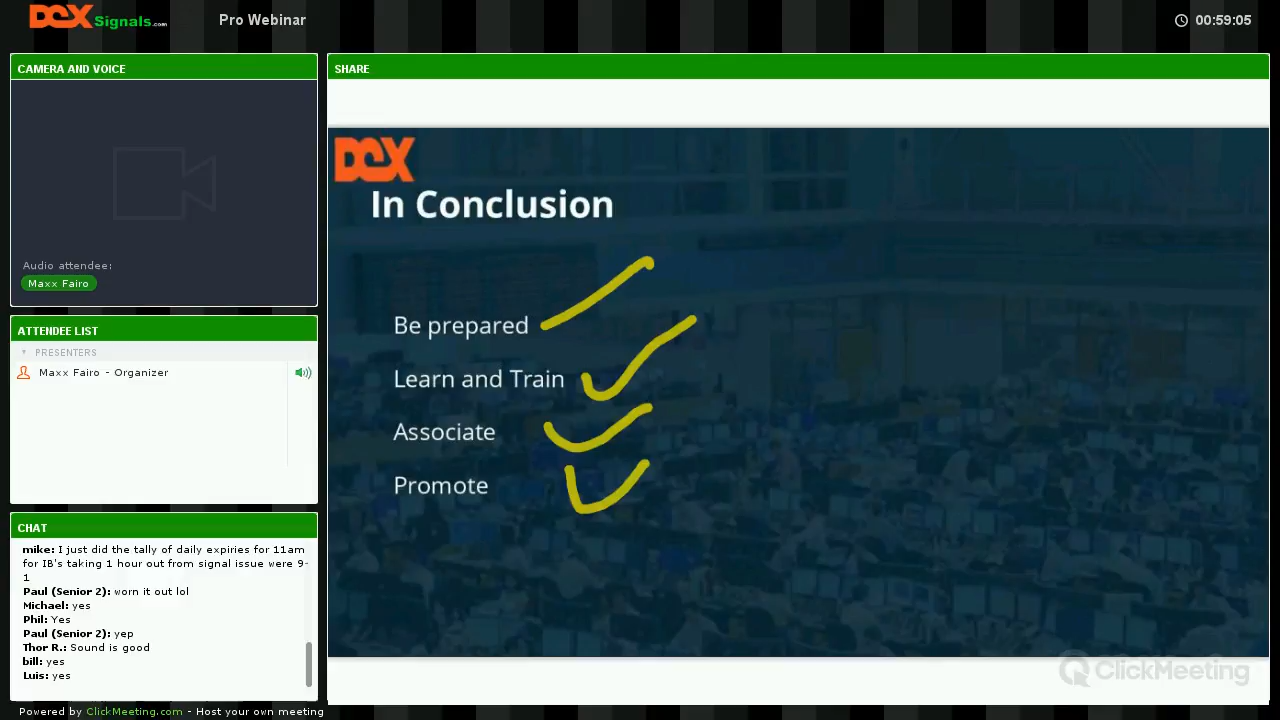 DCX Signals.com
Pro Webinar
00:59:05
CAMERA AND VOICE
Audio attendee:
Maxx Fairo
ATTENDEE LIST
PRESENTERS
Maxx Fairo - Organizer
CHAT
mike: I just did the tally of daily expiries for 11am
for IB's taking 1 hour out from signal issue were 9-
1
Paul (Senior 2): worn it out lol
Michael: yes
Phil: Yes
Paul (Senior 2): yep
Thor R.: Sound is good
bill: yes
Luis: yes
Powered by ClickMeeting.com - Host your own meeting
SHARE
DCX
In Conclusion
Be prepared
Learn and Train
Associate
Promote
ClickMeeting